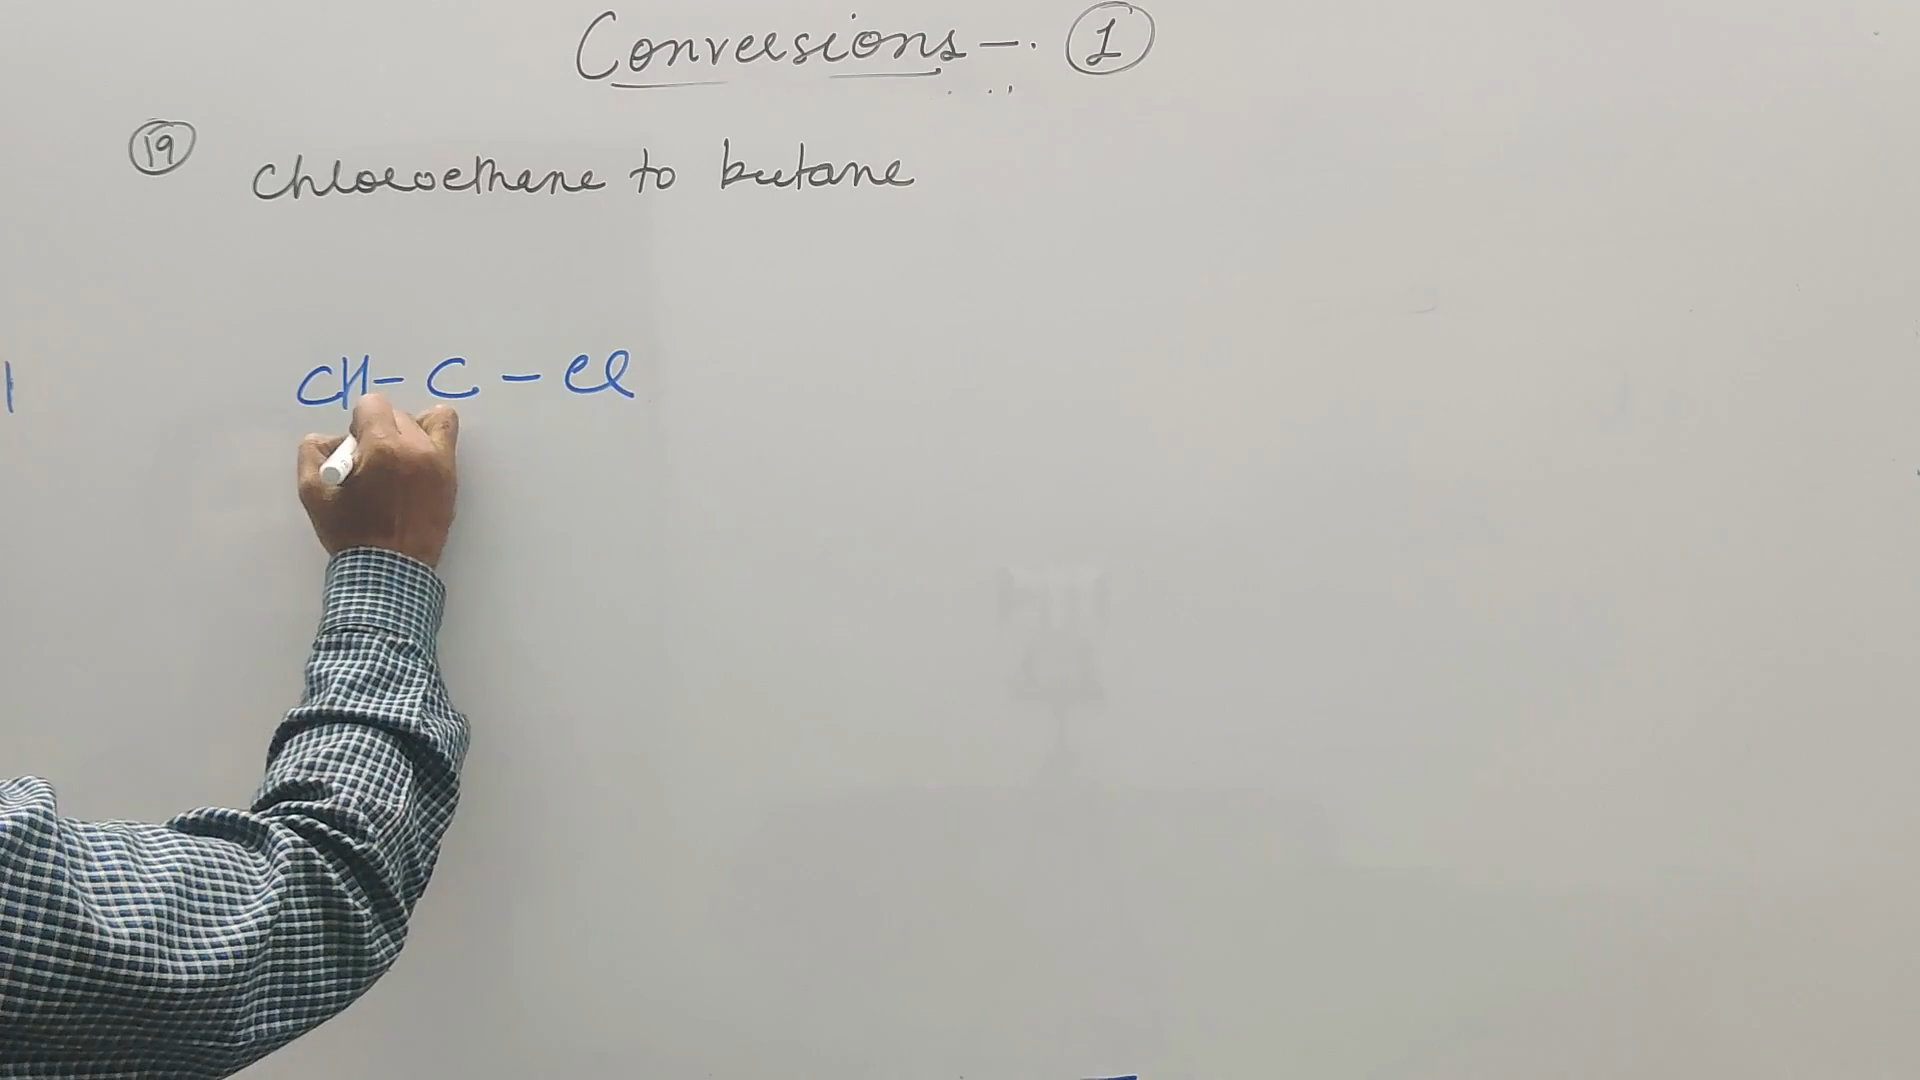 Conversions - . 1
19 chloroethane to butane
CH - C - Cl